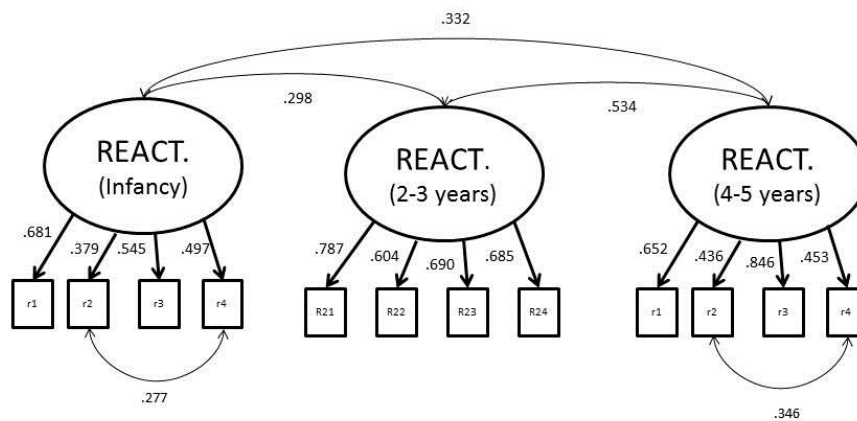 .332
.298
.534
REACT.
(Infancy)
REACT.
(2-3 years)
REACT.
(4-5 years)
.681
.379
.545
.497
.787
.604
.690
.685
.652
.436
.846
.453
r1
r2
r3
r4
R21
R22
R23
R24
r1
r2
r3
r4
.277
.346